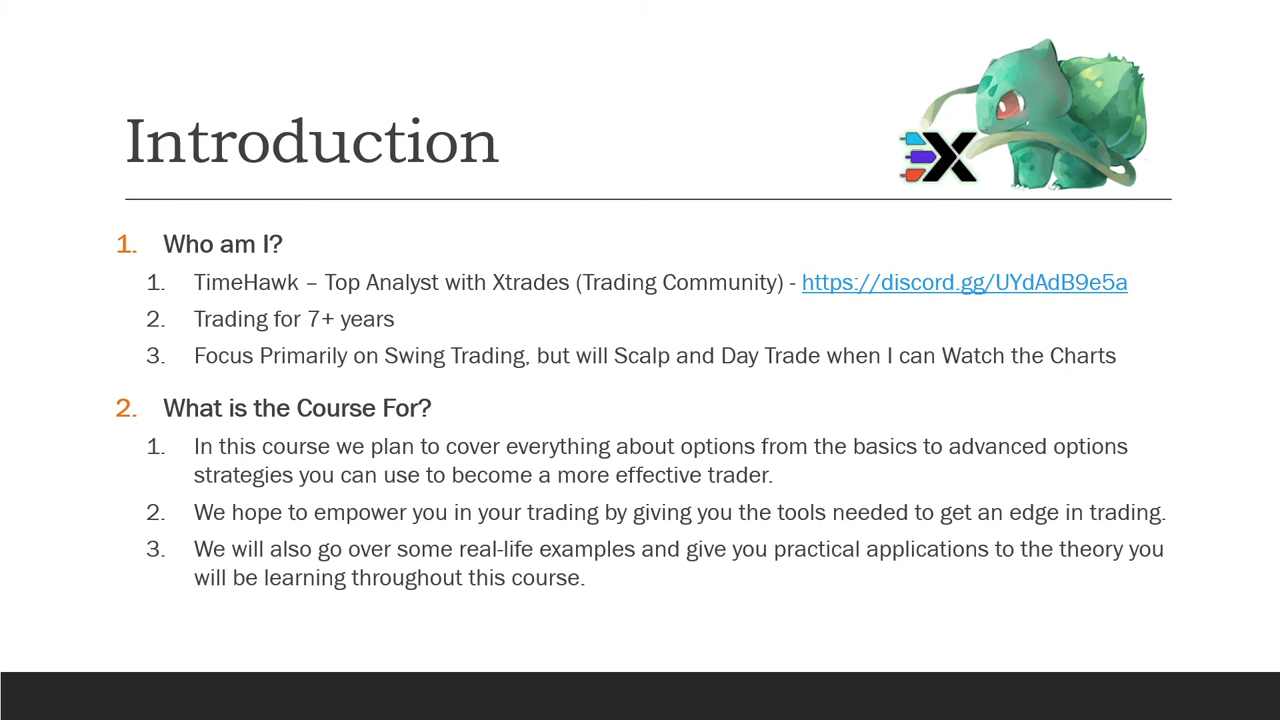 Introduction
X
1. Who am I?
1. TimeHawk – Top Analyst with Xtrades (Trading Community) - https://discord.gg/UYdAdB9e5a
2. Trading for 7+ years
3. Focus Primarily on Swing Trading, but will Scalp and Day Trade when I can Watch the Charts
2. What is the Course For?
1. In this course we plan to cover everything about options from the basics to advanced options
strategies you can use to become a more effective trader.
2. We hope to empower you in your trading by giving you the tools needed to get an edge in trading.
3. We will also go over some real-life examples and give you practical applications to the theory you
will be learning throughout this course.